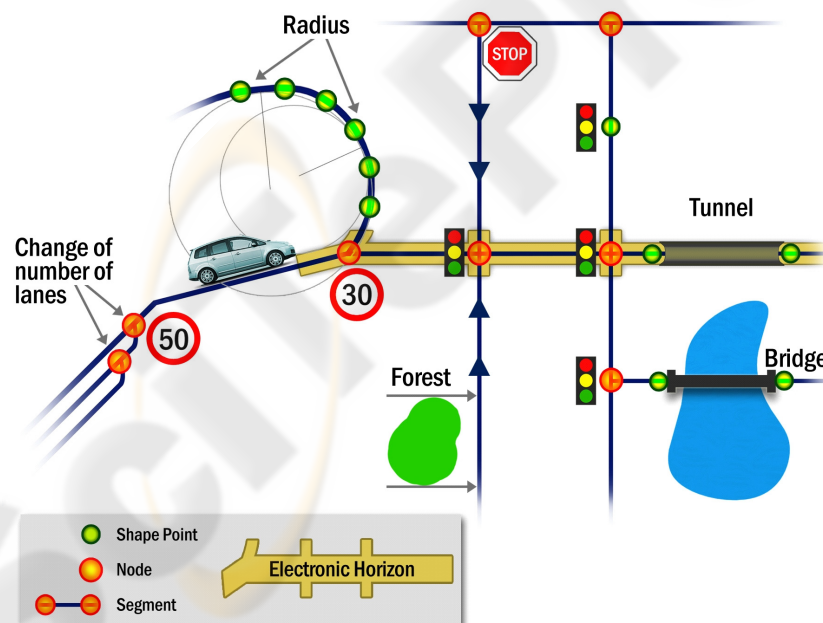 Radius
STOP
Tunnel
Change of
number of
lanes
30
50
Forest
Bridge
Shape Point
Node
Electronic Horizon
Segment